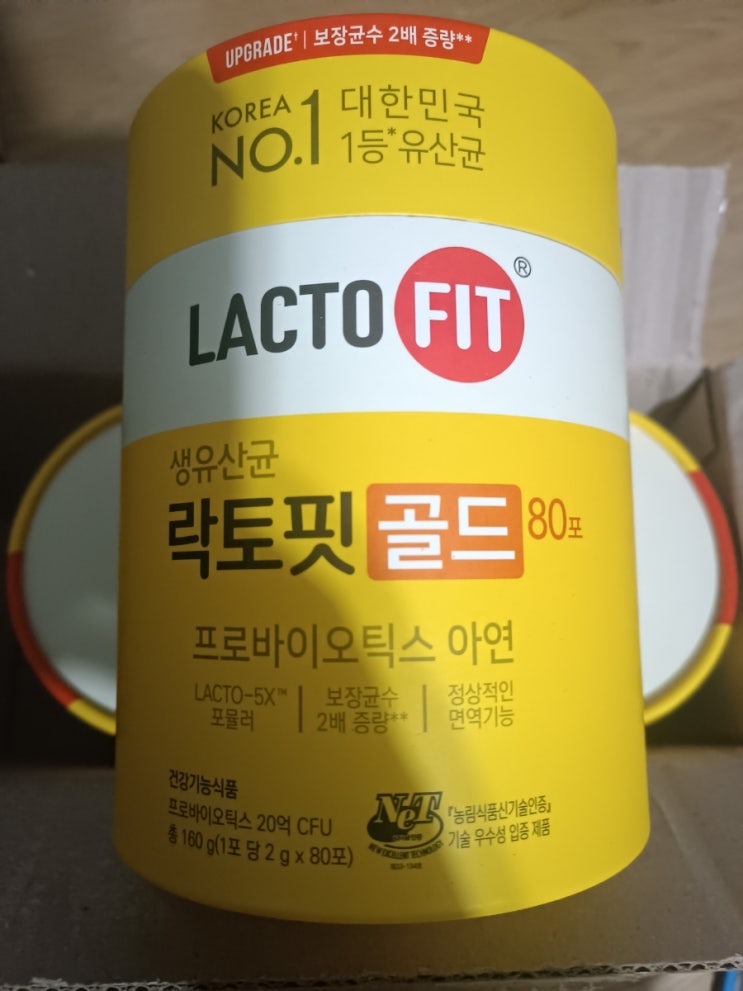 UPGRADE† | 보장균수 2배 증량**
KOREA
NO.1
대한민국
1등*유산균
LACTO FIT®
생유산균
락토핏 골드 80포
프로바이오틱스 아연
LACTO-5X™
포뮬러
보장균수
2배 증량**
정상적인
면역기능
건강기능식품
프로바이오틱스 20억 CFU
총 160 g(1포 당 2 g x 80포)
NeT
NEW EXCELLENT TECHNOLOGY
『농림식품신기술인증』
기술 우수성 입증 제품